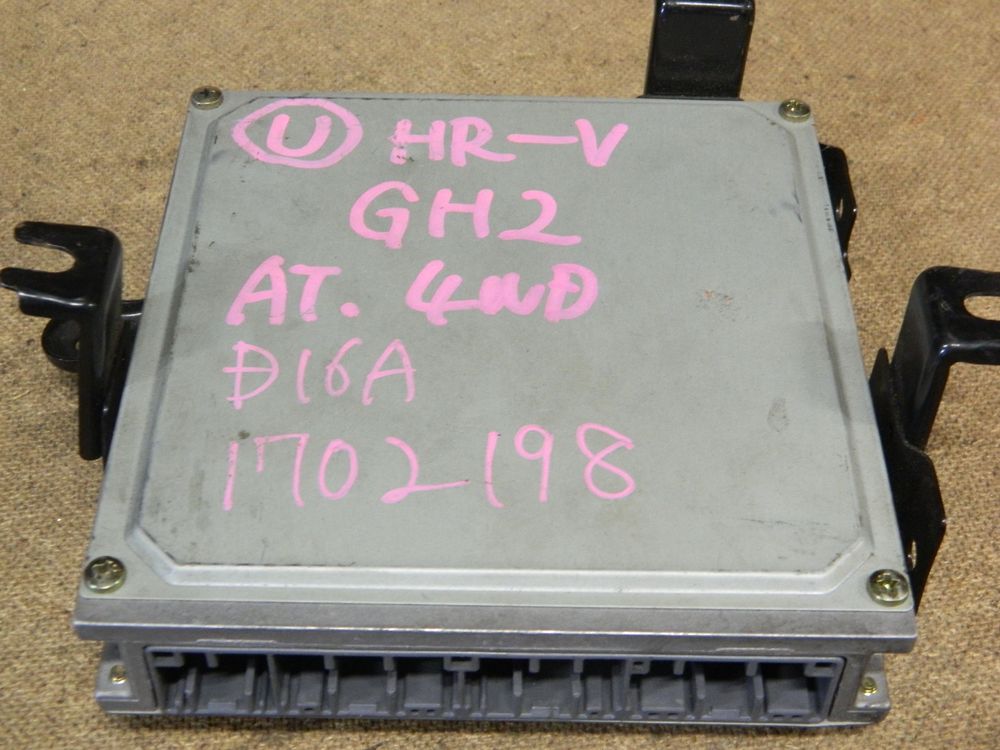 U HR-V
GH2
AT. 4WD
D16A
1702198